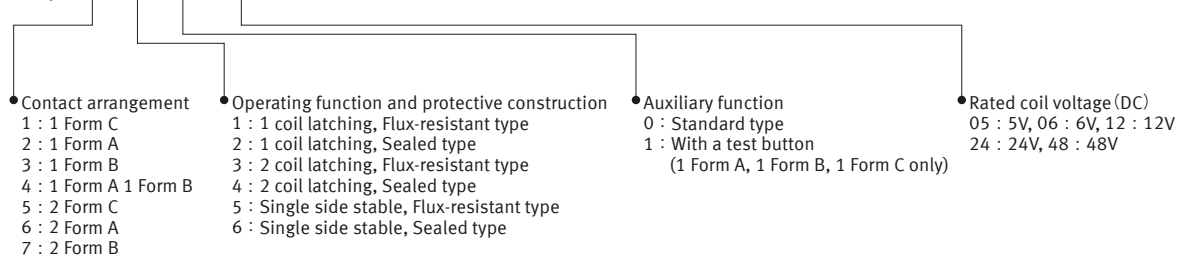 Contact arrangement
1 : 1 Form C
2 : 1 Form A
3 : 1 Form B
4 : 1 Form A 1 Form B
5 : 2 Form C
6 : 2 Form A
7 : 2 Form B
Operating function and protective construction
1 : 1 coil latching, Flux-resistant type
2 : 1 coil latching, Sealed type
3 : 2 coil latching, Flux-resistant type
4 : 2 coil latching, Sealed type
5 : Single side stable, Flux-resistant type
6 : Single side stable, Sealed type
Auxiliary function
0 : Standard type
1 : With a test button
(1 Form A, 1 Form B, 1 Form C only)
Rated coil voltage (DC)
05 : 5V, 06 : 6V, 12 : 12V
24 : 24V, 48 : 48V